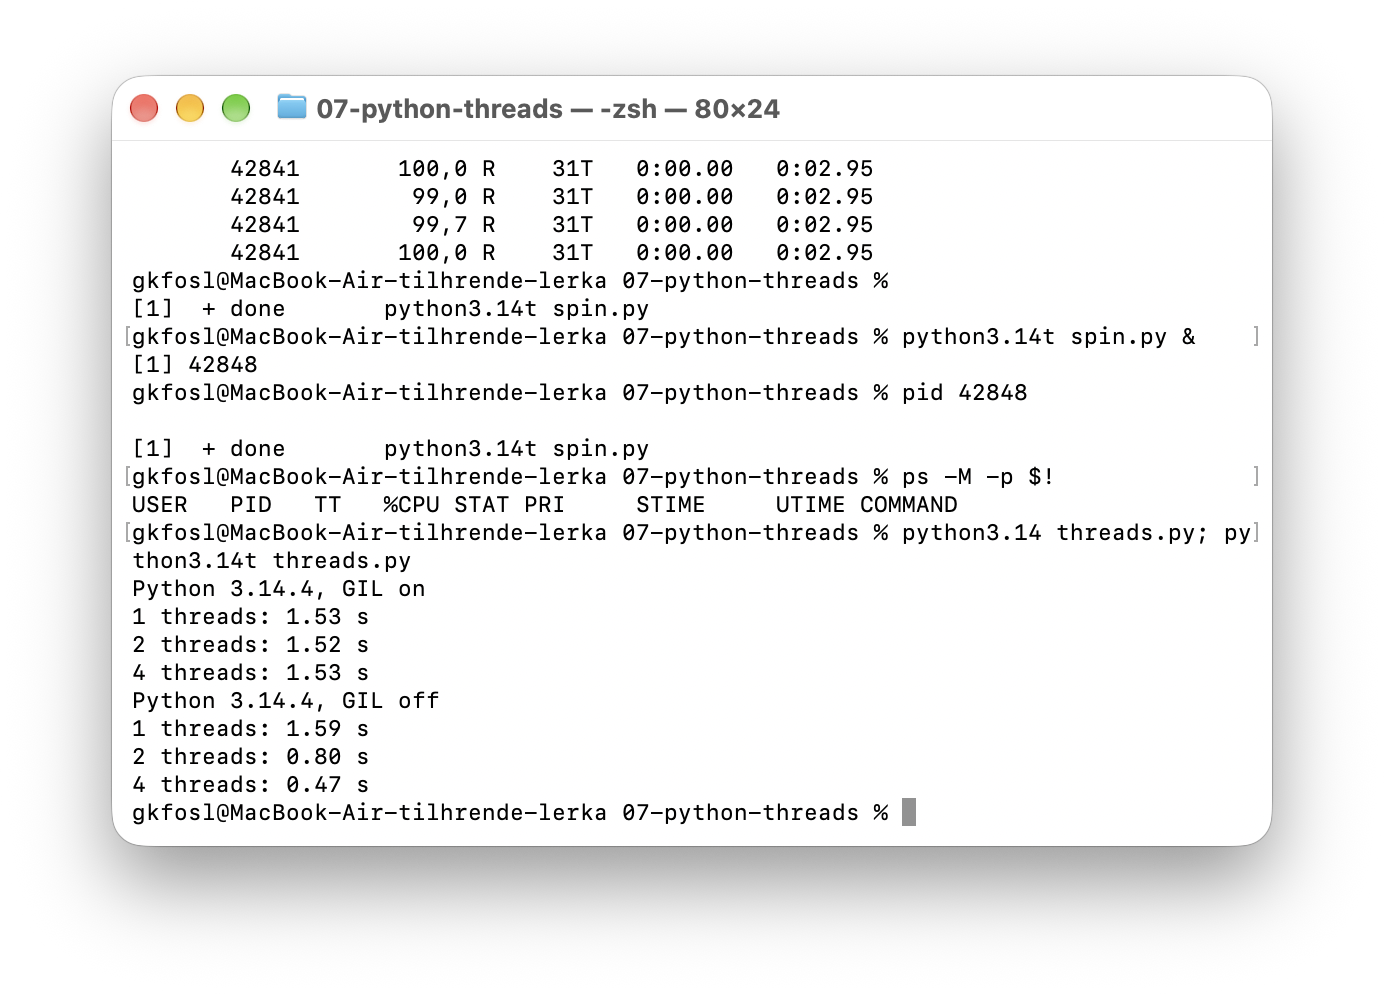 07-python-threads — -zsh — 80×24
42841 100,0 R 31T 0:00.00 0:02.95
42841 99,0 R 31T 0:00.00 0:02.95
42841 99,7 R 31T 0:00.00 0:02.95
42841 100,0 R 31T 0:00.00 0:02.95
gkfosl@MacBook-Air-tilhrende-lerka 07-python-threads %
[1]  + done       python3.14t spin.py
[gkfosl@MacBook-Air-tilhrende-lerka 07-python-threads % python3.14t spin.py &    ]
[1] 42848
gkfosl@MacBook-Air-tilhrende-lerka 07-python-threads % pid 42848
[1]  + done       python3.14t spin.py
[gkfosl@MacBook-Air-tilhrende-lerka 07-python-threads % ps -M -p $!              ]
USER   PID   TT   %CPU STAT PRI     STIME     UTIME COMMAND
[gkfosl@MacBook-Air-tilhrende-lerka 07-python-threads % python3.14 threads.py; py]
thon3.14t threads.py
Python 3.14.4, GIL on
1 threads: 1.53 s
2 threads: 1.52 s
4 threads: 1.53 s
Python 3.14.4, GIL off
1 threads: 1.59 s
2 threads: 0.80 s
4 threads: 0.47 s
gkfosl@MacBook-Air-tilhrende-lerka 07-python-threads %